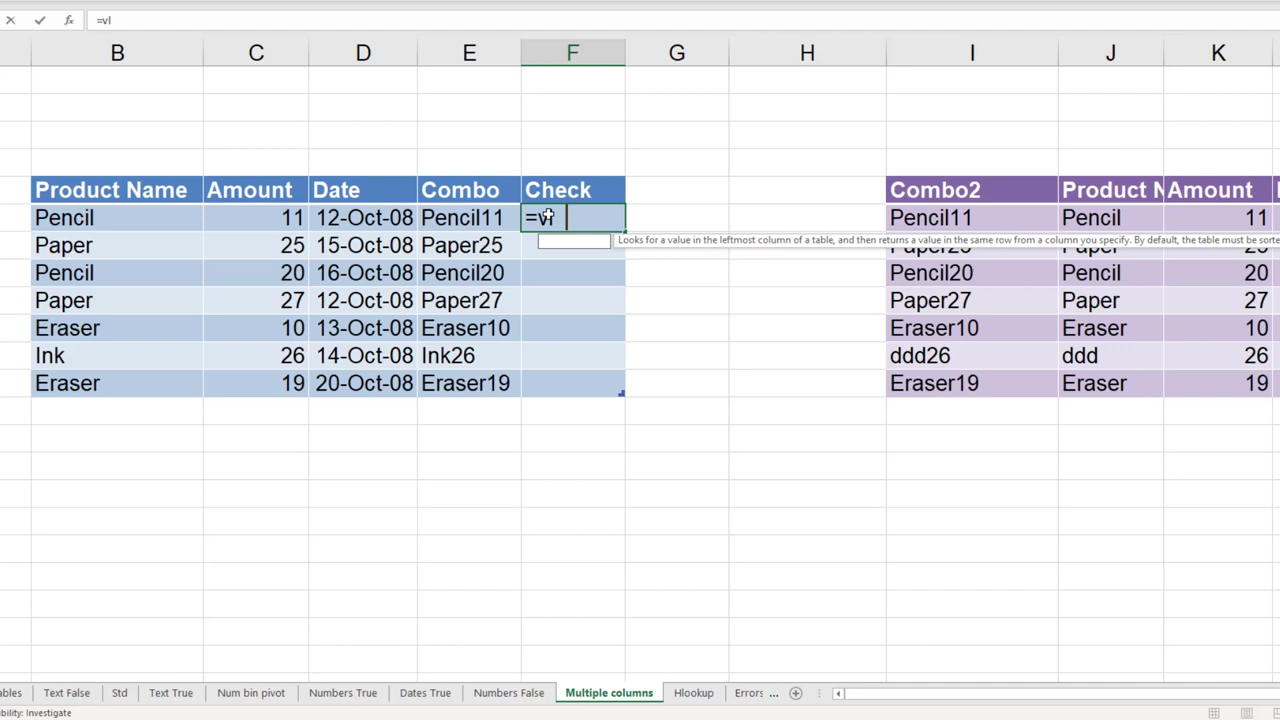 =vl
B C D E F G H I J K
Product Name Amount Date Combo Check Combo2 Product N Amount
Pencil 11 12-Oct-08 Pencil11 =vl Pencil11 Pencil 11
Looks for a value in the leftmost column of a table, and then returns a value in the same row from a column you specify. By default, the table must be sorte
Paper 25 15-Oct-08 Paper25
Pencil 20 16-Oct-08 Pencil20 Pencil20 Pencil 20
Paper 27 12-Oct-08 Paper27 Paper27 Paper 27
Eraser 10 13-Oct-08 Eraser10 Eraser10 Eraser 10
Ink 26 14-Oct-08 Ink26 ddd26 ddd 26
Eraser 19 20-Oct-08 Eraser19 Eraser19 Eraser 19
ables Text False Std Text True Num bin pivot Numbers True Dates True Numbers False Multiple columns Hlookup Errors ...
ibility: Investigate